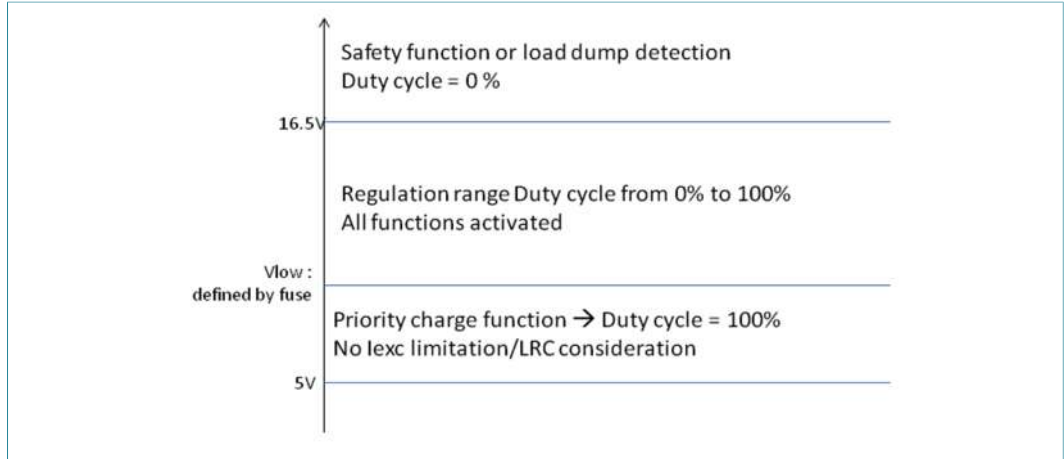 Safety function or load dump detection
Duty cycle = 0 %
16.5V
Regulation range Duty cycle from 0% to 100%
All functions activated
Vlow :
defined by fuse
Priority charge function → Duty cycle = 100%
No Iexc limitation/LRC consideration
5V